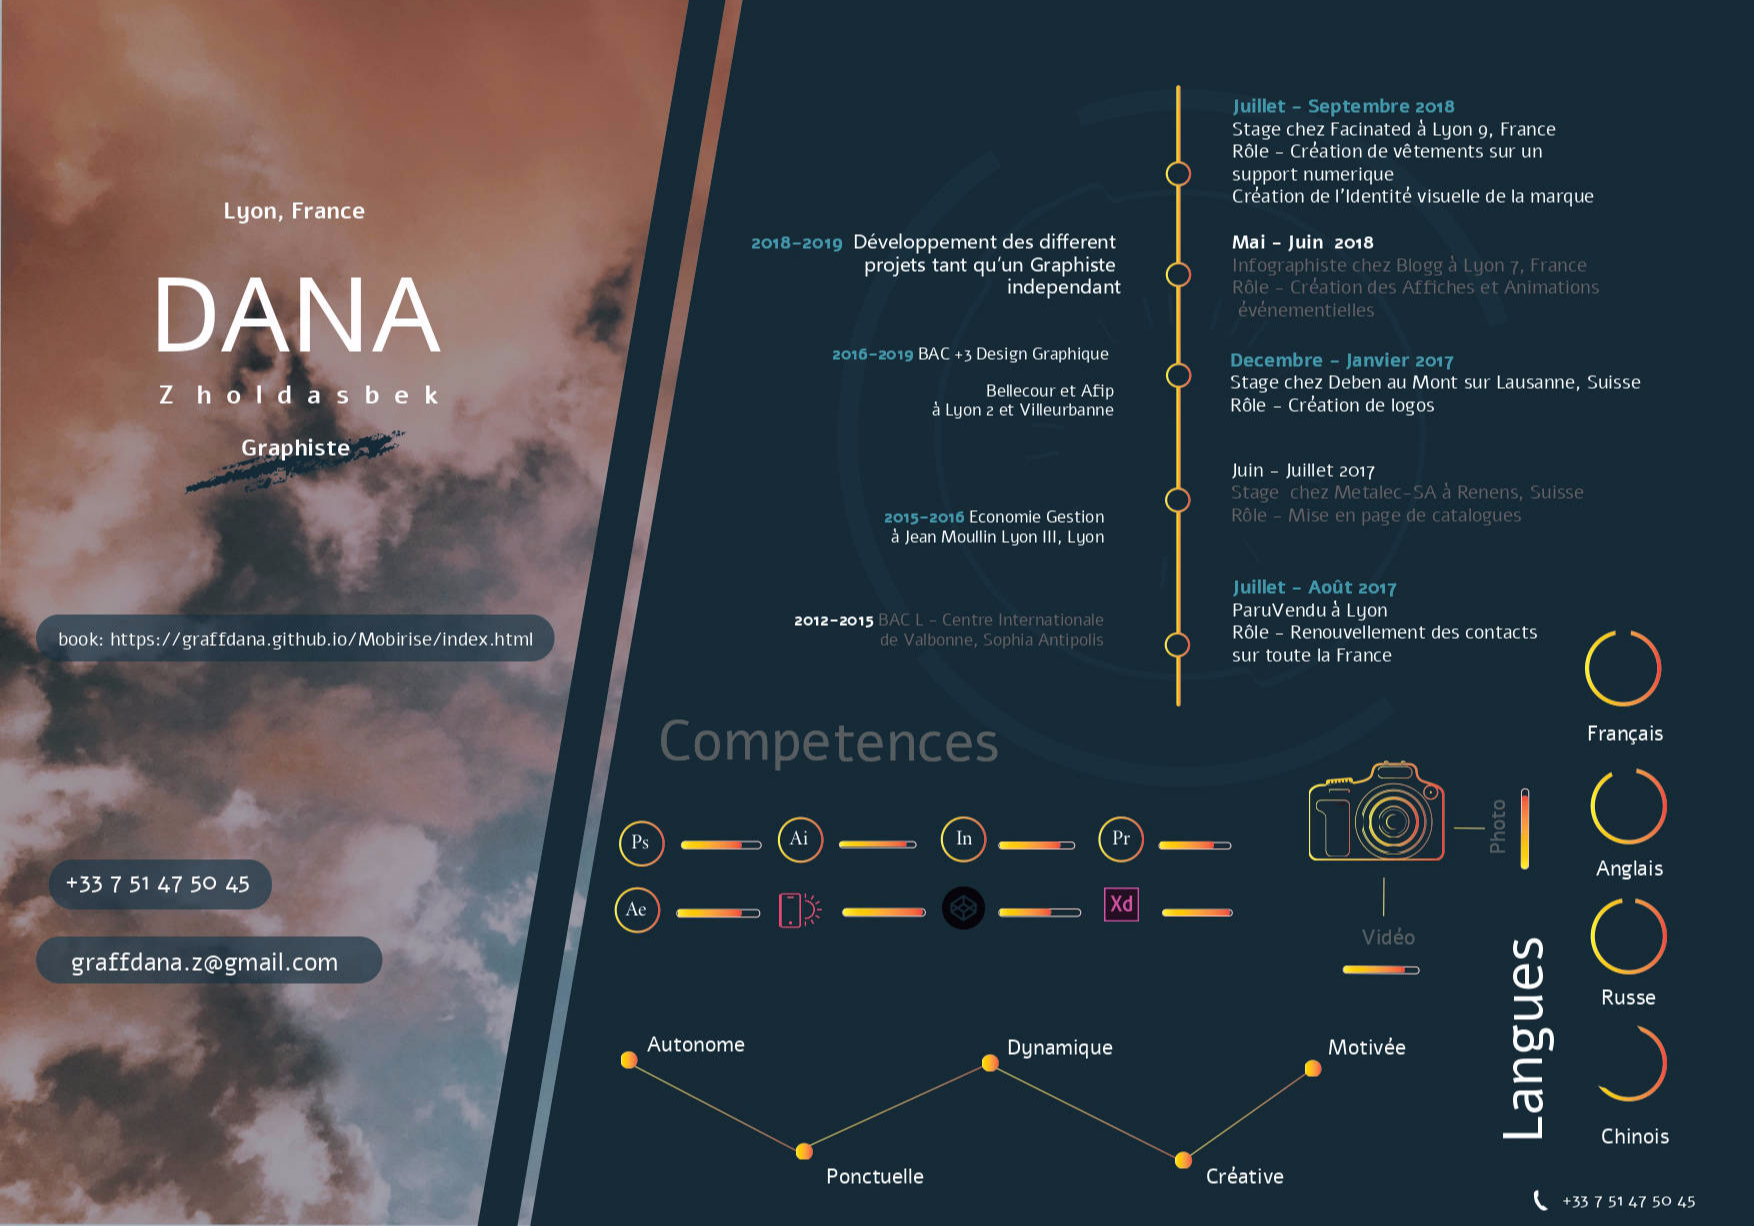 Lyon, France
DANA
Zholdasbek
Graphiste
book: https://graffdana.github.io/Mobirise/index.html
+33 7 51 47 50 45
graffdana.z@gmail.com
2018-2019 Développement des different
projets tant qu'un Graphiste
independant
2016-2019 BAC +3 Design Graphique
Bellecour et Afip
à Lyon 2 et Villeurbanne
2015-2016 Economie Gestion
à Jean Moullin Lyon III, Lyon
2012-2015 BAC L - Centre Internationale
de Valbonne, Sophia Antipolis
Juillet - Septembre 2018
Stage chez Facinated à Lyon 9, France
Rôle - Création de vêtements sur un
support numerique
Création de l'Identité visuelle de la marque
Mai - Juin 2018
Infographiste chez Blogg à Lyon 7, France
Rôle - Création des Affiches et Animations
événementielles
Decembre - Janvier 2017
Stage chez Deben au Mont sur Lausanne, Suisse
Rôle - Création de logos
Juin - Juillet 2017
Stage chez Metalec-SA à Renens, Suisse
Rôle - Mise en page de catalogues
Juillet - Août 2017
ParuVendu à Lyon
Rôle - Renouvellement des contacts
sur toute la France
Competences
Ps Ai In Pr
Ae Xd
Photo
Vidéo
Autonome
Ponctuelle
Dynamique
Créative
Motivée
Langues
Français
Anglais
Russe
Chinois
+33 7 51 47 50 45